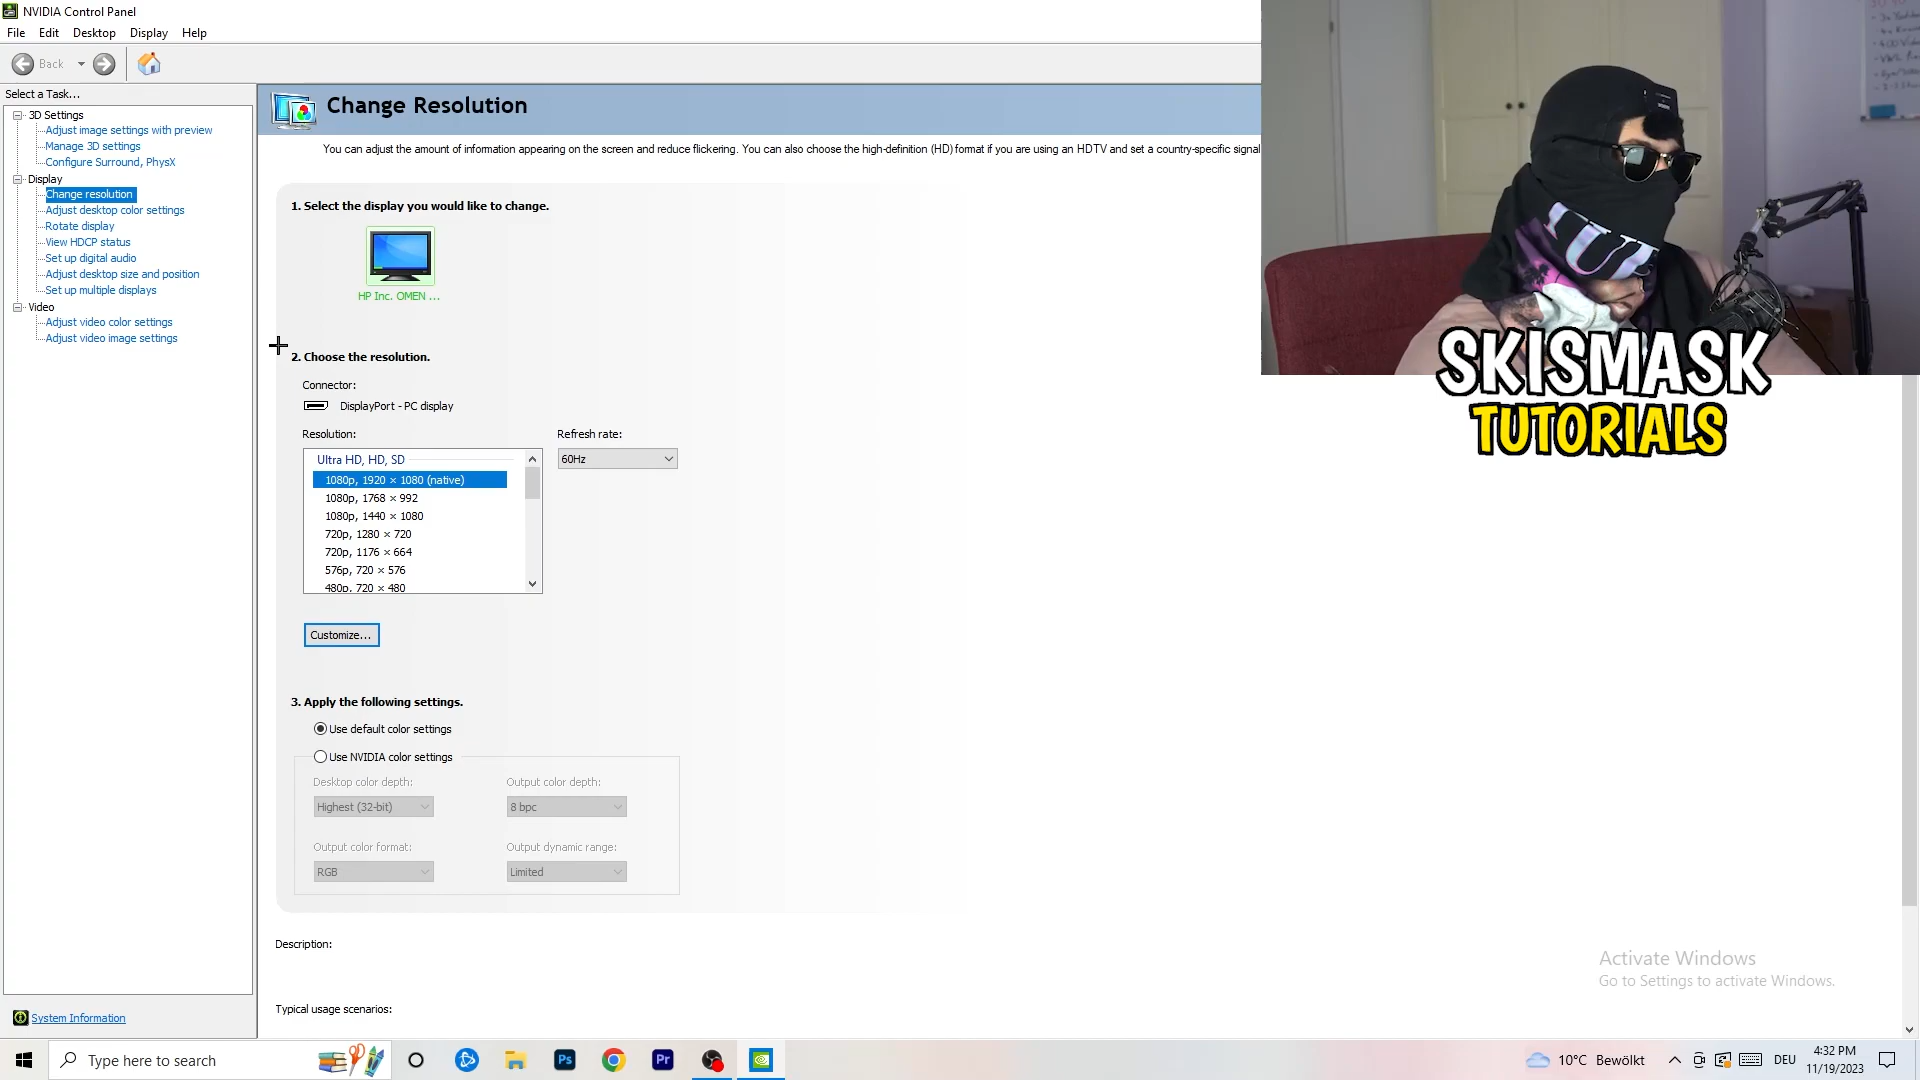 NVIDIA Control Panel
File Edit Desktop Display Help
Back
Select a Task...
3D Settings
Adjust image settings with preview
Manage 3D settings
Configure Surround, PhysX
Display
Change resolution
Adjust desktop color settings
Rotate display
View HDCP status
Set up digital audio
Adjust desktop size and position
Set up multiple displays
Video
Adjust video color settings
Adjust video image settings
System Information
Change Resolution
You can adjust the amount of information appearing on the screen and reduce flickering. You can also choose the high-definition (HD) format if you are using an HDTV and set a country-specific signal
1. Select the display you would like to change.
HP Inc. OMEN ...
2. Choose the resolution.
Connector:
DisplayPort - PC display
Resolution:
Refresh rate:
Ultra HD, HD, SD
60Hz
1080p, 1920 × 1080 (native)
1080p, 1768 × 992
1080p, 1440 × 1080
720p, 1280 × 720
720p, 1176 × 664
576p, 720 × 576
480p, 720 × 480
Customize...
3. Apply the following settings.
Use default color settings
Use NVIDIA color settings
Desktop color depth:
Output color depth:
Highest (32-bit)
8 bpc
Output color format:
Output dynamic range:
RGB
Limited
Description:
Typical usage scenarios:
SKISMASK
TUTORIALS
Activate Windows
Go to Settings to activate Windows.
Type here to search
Ps
Pr
10°C Bewölkt
DEU
4:32 PM
11/19/2023